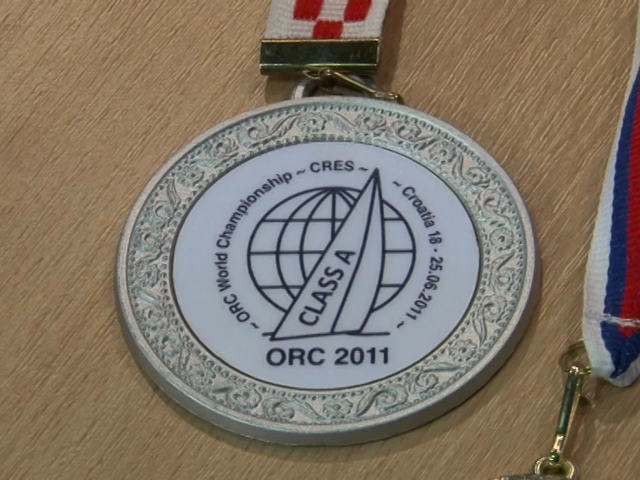 ~ ORC World Championship ~ CRES ~
~ Croatia 18 - 25.06.2011 ~
CLASS A
ORC 2011